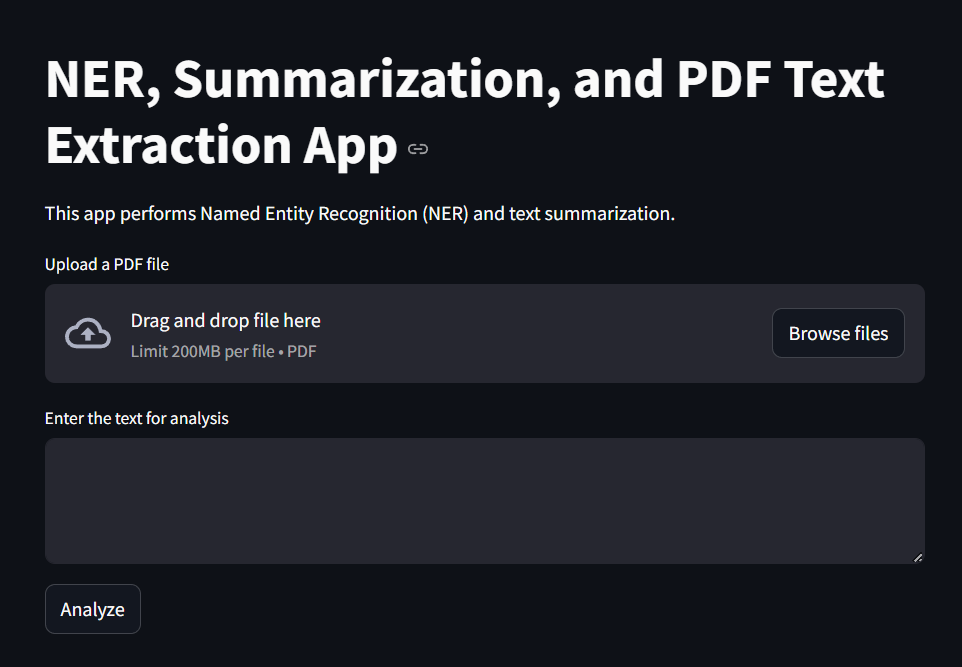 NER, Summarization, and PDF Text
Extraction App
This app performs Named Entity Recognition (NER) and text summarization.
Upload a PDF file
Drag and drop file here
Limit 200MB per file • PDF
Browse files
Enter the text for analysis
Analyze